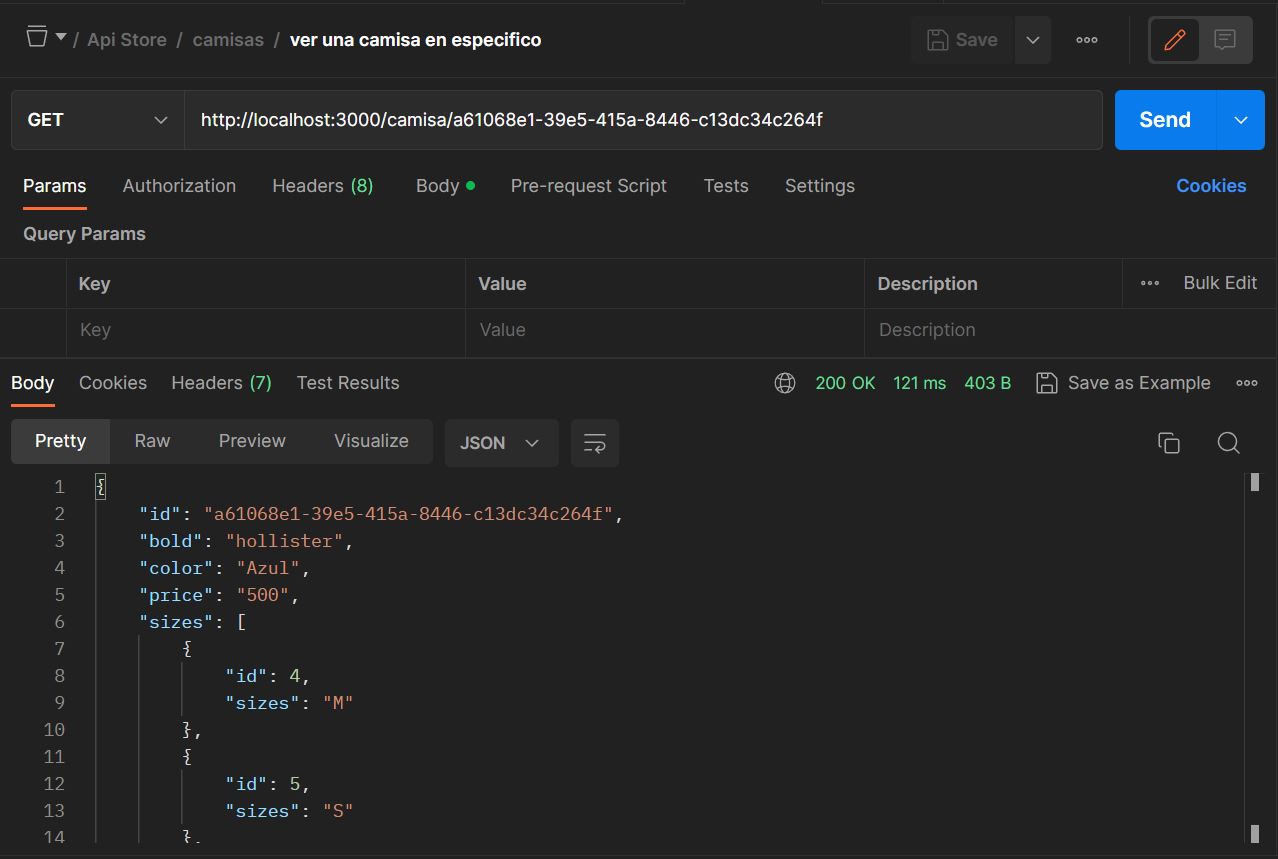 / Api Store / camisas / ver una camisa en especifico Save
GET http://localhost:3000/camisa/a61068e1-39e5-415a-8446-c13dc34c264f Send
Params Authorization Headers (8) Body Pre-request Script Tests Settings Cookies
Query Params
Key Value Description Bulk Edit
Key Value Description
Body Cookies Headers (7) Test Results 200 OK 121 ms 403 B Save as Example
Pretty Raw Preview Visualize JSON
1 {
2 "id": "a61068e1-39e5-415a-8446-c13dc34c264f",
3 "bold": "hollister",
4 "color": "Azul",
5 "price": "500",
6 "sizes": [
7 {
8 "id": 4,
9 "sizes": "M"
10 },
11 {
12 "id": 5,
13 "sizes": "S"
14 },